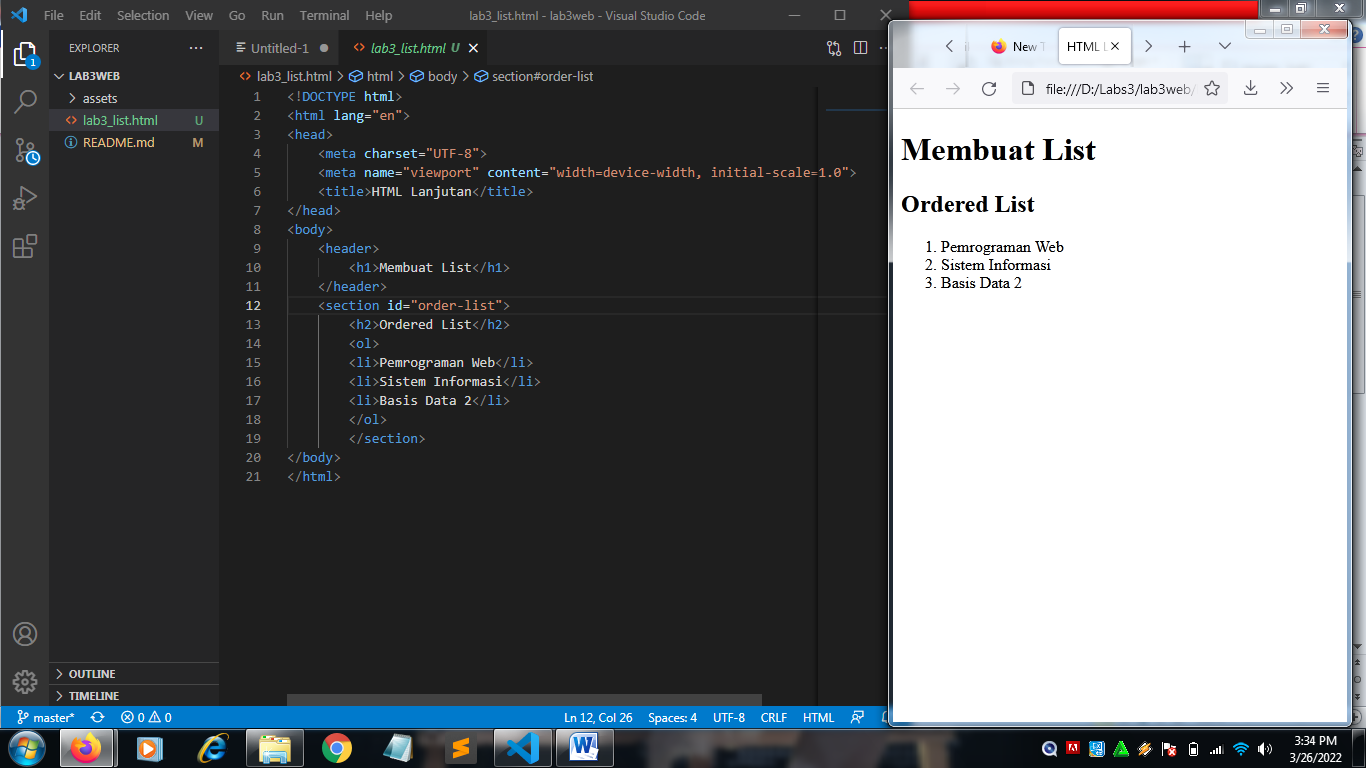 File Edit Selection View Go Run Terminal Help
lab3_list.html - lab3web - Visual Studio Code
EXPLORER
LAB3WEB
assets
lab3_list.html U
README.md M
OUTLINE
TIMELINE
Untitled-1
lab3_list.html U
lab3_list.html > html > body > section#order-list
1 <!DOCTYPE html>
2 <html lang="en">
3 <head>
4 <meta charset="UTF-8">
5 <meta name="viewport" content="width=device-width, initial-scale=1.0">
6 <title>HTML Lanjutan</title>
7 </head>
8 <body>
9 <header>
10 <h1>Membuat List</h1>
11 </header>
12 <section id="order-list">
13 <h2>Ordered List</h2>
14 <ol>
15 <li>Pemrograman Web</li>
16 <li>Sistem Informasi</li>
17 <li>Basis Data 2</li>
18 </ol>
19 </section>
20 </body>
21 </html>
1
master* 0 0 Ln 12, Col 26 Spaces: 4 UTF-8 CRLF HTML
New T
HTML L
file:///D:/Labs3/lab3web/
Membuat List
Ordered List
1. Pemrograman Web
2. Sistem Informasi
3. Basis Data 2
3:34 PM
3/26/2022